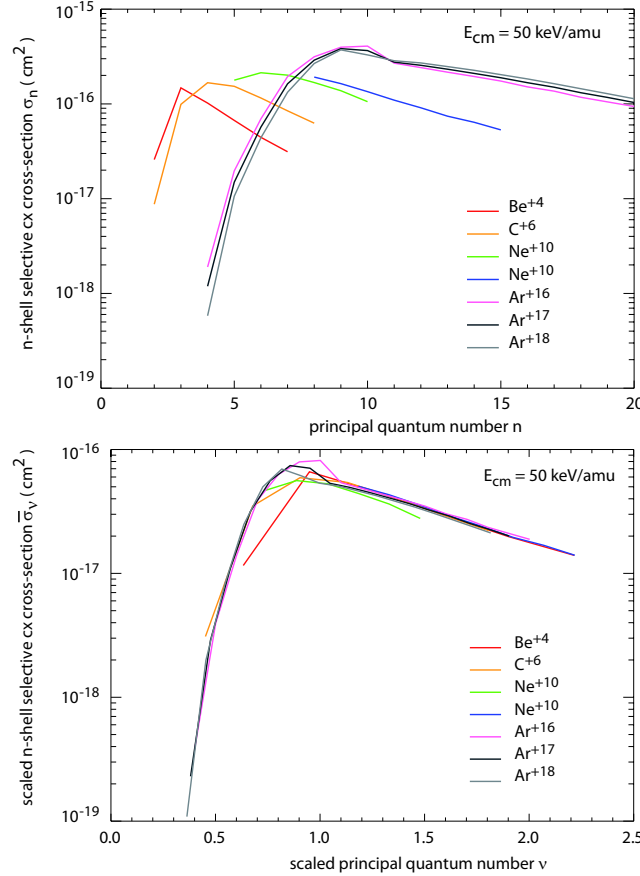 10⁻¹⁵
E_cm = 50 keV/amu
n-shell selective cx cross-section σ_n ( cm² )
10⁻¹⁶
10⁻¹⁷
10⁻¹⁸
10⁻¹⁹
Be⁺⁴
C⁺⁶
Ne⁺¹⁰
Ne⁺¹⁰
Ar⁺¹⁶
Ar⁺¹⁷
Ar⁺¹⁸
0 5 10 15 20
principal quantum number n
10⁻¹⁶
E_cm = 50 keV/amu
scaled n-shell selective cx cross-section σ̅_ν ( cm² )
10⁻¹⁷
10⁻¹⁸
10⁻¹⁹
Be⁺⁴
C⁺⁶
Ne⁺¹⁰
Ne⁺¹⁰
Ar⁺¹⁶
Ar⁺¹⁷
Ar⁺¹⁸
0.0 0.5 1.0 1.5 2.0 2.5
scaled principal quantum number ν